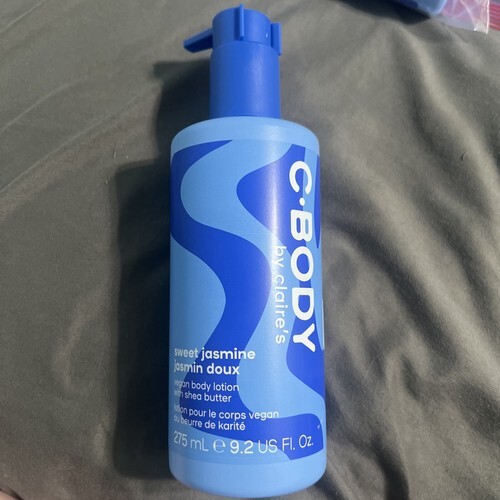 C•BODY
by claire's
sweet jasmine
jasmin doux
vegan body lotion
with shea butter
lotion pour le corps vegan
au beurre de karité
275 mL ℮ 9.2 US Fl. Oz.